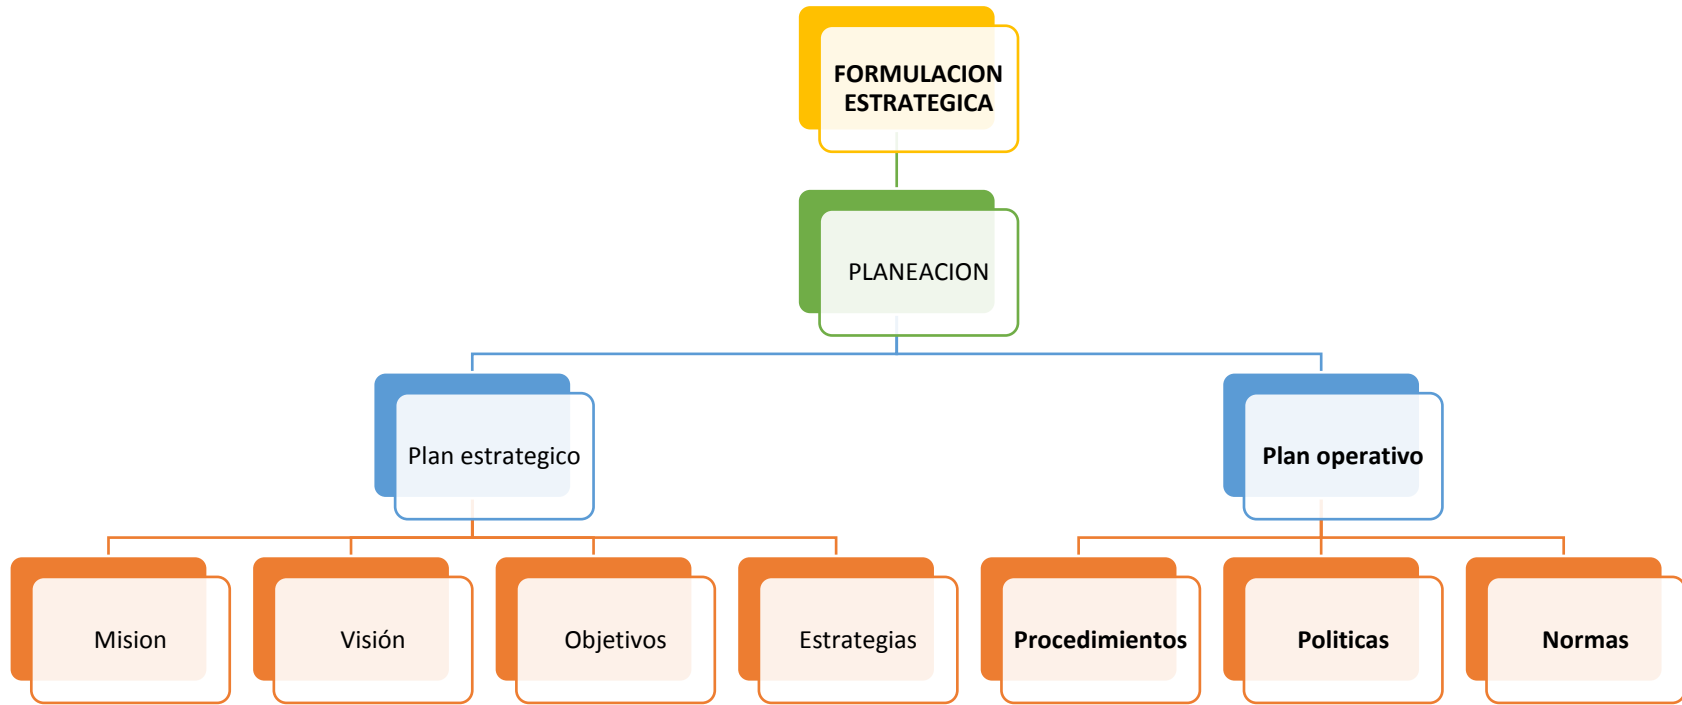 FORMULACION
ESTRATEGICA
PLANEACION
Plan estrategico
Plan operativo
Mision
Visión
Objetivos
Estrategias
Procedimientos
Politicas
Normas